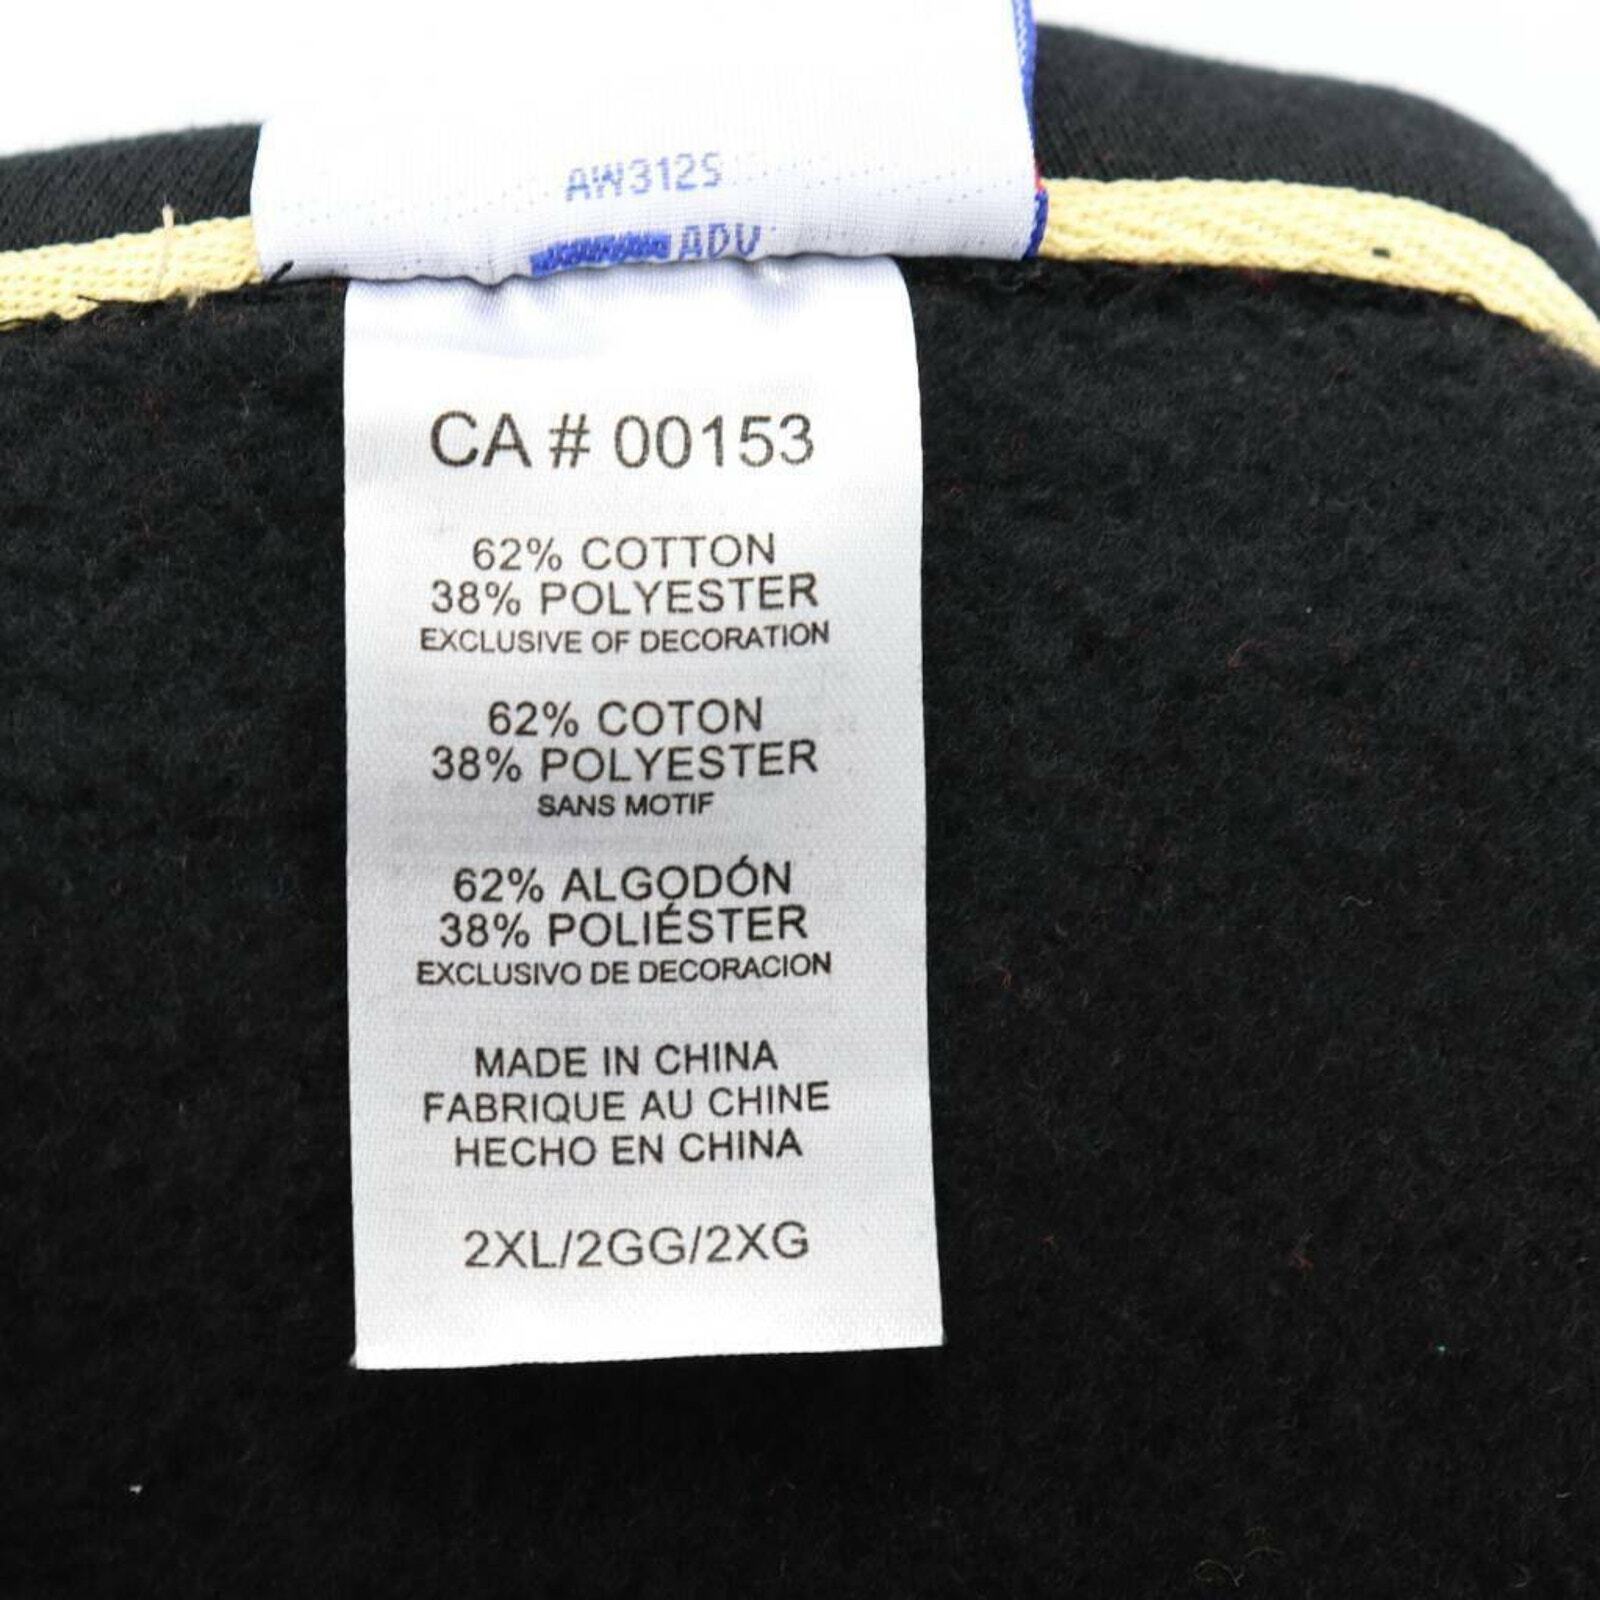 AW312S
ADV
CA # 00153
62% COTTON
38% POLYESTER
EXCLUSIVE OF DECORATION
62% COTON
38% POLYESTER
SANS MOTIF
62% ALGODÓN
38% POLIÉSTER
EXCLUSIVO DE DECORACION
MADE IN CHINA
FABRIQUE AU CHINE
HECHO EN CHINA
2XL/2GG/2XG